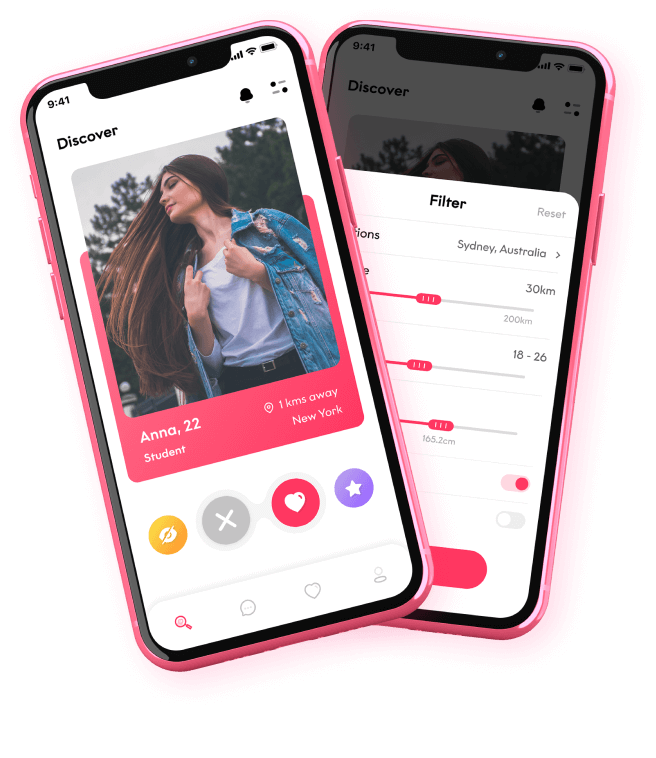 9:41
Discover
Anna, 22
Student
1 kms away
New York
9:41
Discover
Filter
Reset
Sydney, Australia
30km
200km
18 - 26
165.2cm